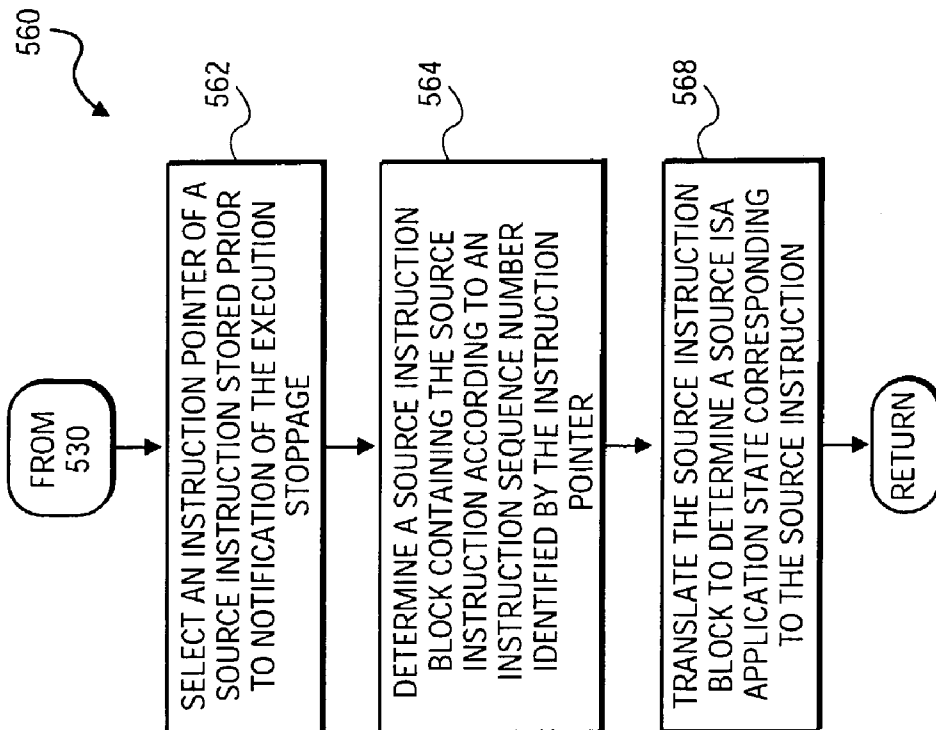 560
FROM
530
562
SELECT AN INSTRUCTION POINTER OF A
SOURCE INSTRUCTION STORED PRIOR
TO NOTIFICATION OF THE EXECUTION
STOPPAGE
564
DETERMINE A SOURCE INSTRUCTION
BLOCK CONTAINING THE SOURCE
INSTRUCTION ACCORDING TO AN
INSTRUCTION SEQUENCE NUMBER
IDENTIFIED BY THE INSTRUCTION
POINTER
568
TRANSLATE THE SOURCE INSTRUCTION
BLOCK TO DETERMINE A SOURCE ISA
APPLICATION STATE CORRESPONDING
TO THE SOURCE INSTRUCTION
RETURN